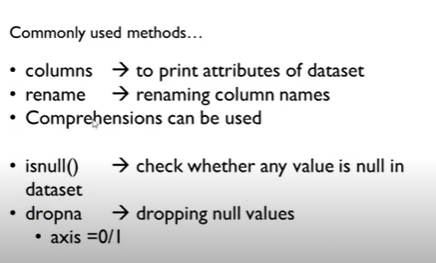 Commonly used methods...
• columns → to print attributes of dataset
• rename → renaming column names
• Comprehensions can be used
• isnull() → check whether any value is null in
dataset
• dropna → dropping null values
• axis =0/1